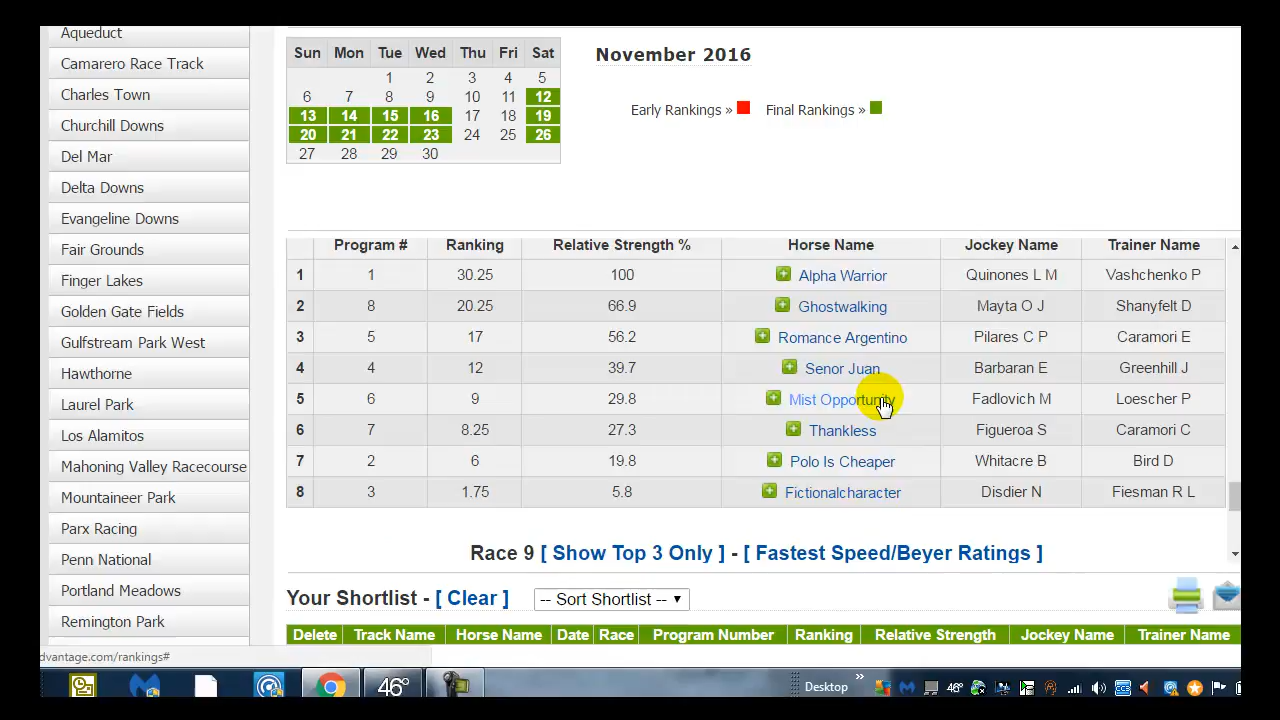 Aqueduct
Camarero Race Track
Charles Town
Churchill Downs
Del Mar
Delta Downs
Evangeline Downs
Fair Grounds
Finger Lakes
Golden Gate Fields
Gulfstream Park West
Hawthorne
Laurel Park
Los Alamitos
Mahoning Valley Racecourse
Mountaineer Park
Parx Racing
Penn National
Portland Meadows
Remington Park
Sun Mon Tue Wed Thu Fri Sat
1 2 3 4 5
6 7 8 9 10 11 12
13 14 15 16 17 18 19
20 21 22 23 24 25 26
27 28 29 30
November 2016
Early Rankings » Final Rankings »
Program # Ranking Relative Strength % Horse Name Jockey Name Trainer Name
1 1 30.25 100 Alpha Warrior Quinones L M Vashchenko P
2 8 20.25 66.9 Ghostwalking Mayta O J Shanyfelt D
3 5 17 56.2 Romance Argentino Pilares C P Caramori E
4 4 12 39.7 Senor Juan Barbaran E Greenhill J
5 6 9 29.8 Mist Opportunity Fadlovich M Loescher P
6 7 8.25 27.3 Thankless Figueroa S Caramori C
7 2 6 19.8 Polo Is Cheaper Whitacre B Bird D
8 3 1.75 5.8 Fictionalcharacter Disdier N Fiesman R L
Race 9 [ Show Top 3 Only ] - [ Fastest Speed/Beyer Ratings ]
Your Shortlist - [ Clear ] -- Sort Shortlist --
Delete Track Name Horse Name Date Race Program Number Ranking Relative Strength Jockey Name Trainer Name
dvantage.com/rankings#
46° Desktop » 46°